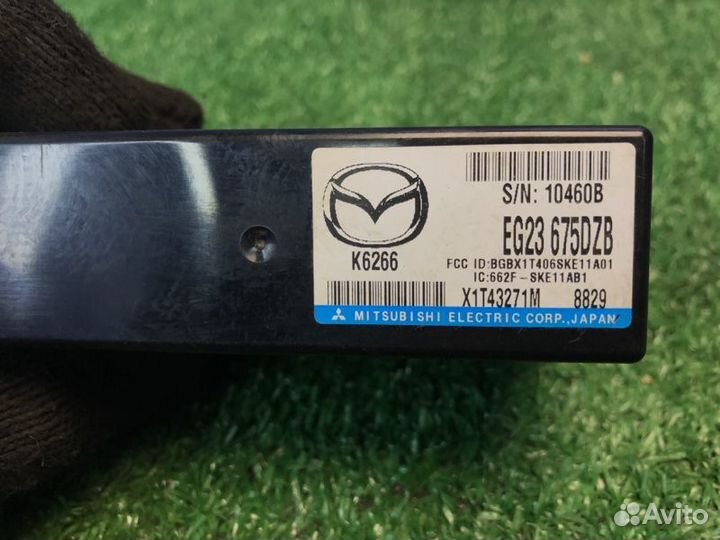 S/N: 10460B
EG23 675DZB
K6266
FCC ID:BGBX1T406SKE11A01
IC:662F-SKE11AB1
X1T43271M 8829
MITSUBISHI ELECTRIC CORP.,JAPAN
Avito